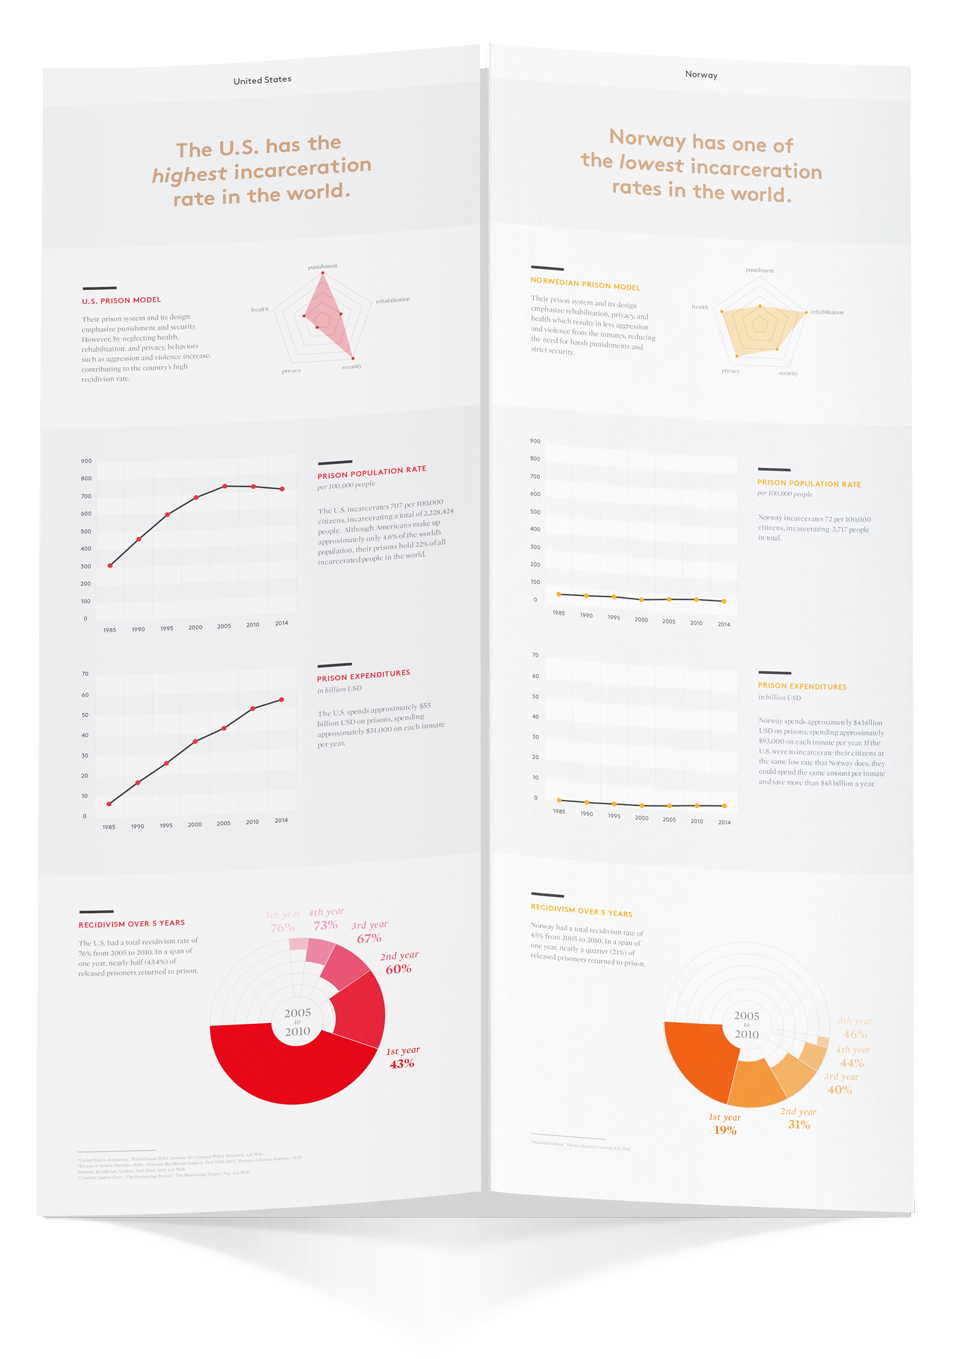 United States
The U.S. has the
highest incarceration
rate in the world.
U.S. PRISON MODEL
Their prison system and its design
emphasize punishment and security.
However, by neglecting health,
rehabilitation, and privacy, behaviors
such as aggression and violence increase,
contributing to the country's high
recidivism rate.
punishment
health
rehabilitation
privacy
security
900
800
700
600
500
400
300
200
100
0
1985 1990 1995 2000 2005 2010 2014
PRISON POPULATION RATE
per 100,000 people
The U.S. incarcerates 707 per 100,000
citizens, incarcerating a total of 2,228,424
people. Although Americans make up
approximately only 4.6% of the world's
population, their prisons hold 22% of all
incarcerated people in the world.
70
60
50
40
30
20
10
0
1985 1990 1995 2000 2005 2010 2014
PRISON EXPENDITURES
in billion USD
The U.S. spends approximately $55
billion USD on prisons, spending
approximately $31,000 on each inmate
per year.
RECIDIVISM OVER 5 YEARS
The U.S. had a total recidivism rate of
76% from 2005 to 2010. In a span of
one year, nearly half (43.4%) of
released prisoners returned to prison.
5th year
76%
4th year
73%
3rd year
67%
2nd year
60%
1st year
43%
2005
to
2010
Norway
Norway has one of
the lowest incarceration
rates in the world.
NORWEGIAN PRISON MODEL
Their prison system and its design
emphasize rehabilitation, privacy, and
health which results in less aggression
and violence from the inmates, reducing
the need for harsh punishments and
strict security.
punishment
health
rehabilitation
privacy
security
900
800
700
600
500
400
300
200
100
0
1985 1990 1995 2000 2005 2010 2014
PRISON POPULATION RATE
per 100,000 people
Norway incarcerates 72 per 100,000
citizens, incarcerating 3,717 people
in total.
70
60
50
40
30
20
10
0
1985 1990 1995 2000 2005 2010 2014
PRISON EXPENDITURES
in billion USD
Norway spends approximately $4 billion
USD on prisons, spending approximately
$93,000 on each inmate per year. If the
U.S. were to incarcerate their citizens at
the same low rate that Norway does, they
could spend the same amount per inmate
and save more than $45 billion a year.
RECIDIVISM OVER 5 YEARS
Norway had a total recidivism rate of
45% from 2005 to 2010. In a span of
one year, nearly a quarter (21%) of
released prisoners returned to prison.
2005
to
2010
5th year
46%
4th year
44%
3rd year
40%
2nd year
31%
1st year
19%